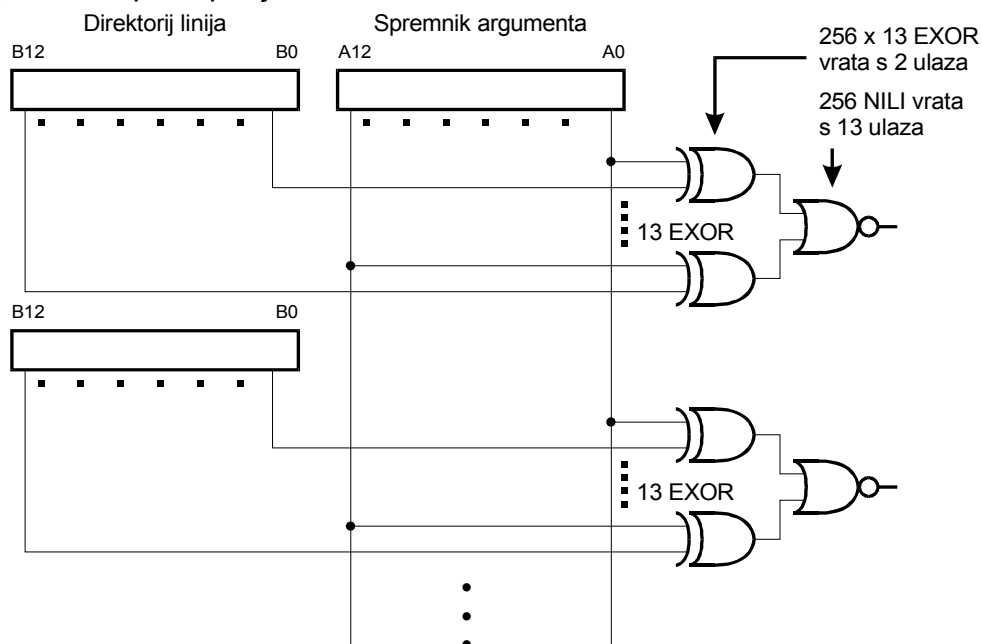 Direktorij linija
Spremnik argumenta
B12
B0
A12
A0
256 x 13 EXOR
vrata s 2 ulaza
256 NILI vrata
s 13 ulaza
13 EXOR
B12
B0
13 EXOR